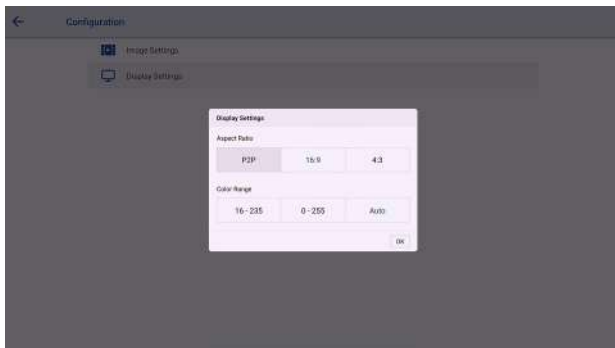 Configuration
Image Settings
Display Settings
Display Settings
Aspect Ratio
P2P 16:9 4:3
Color Range
16 - 235 0 - 255 Auto
OK